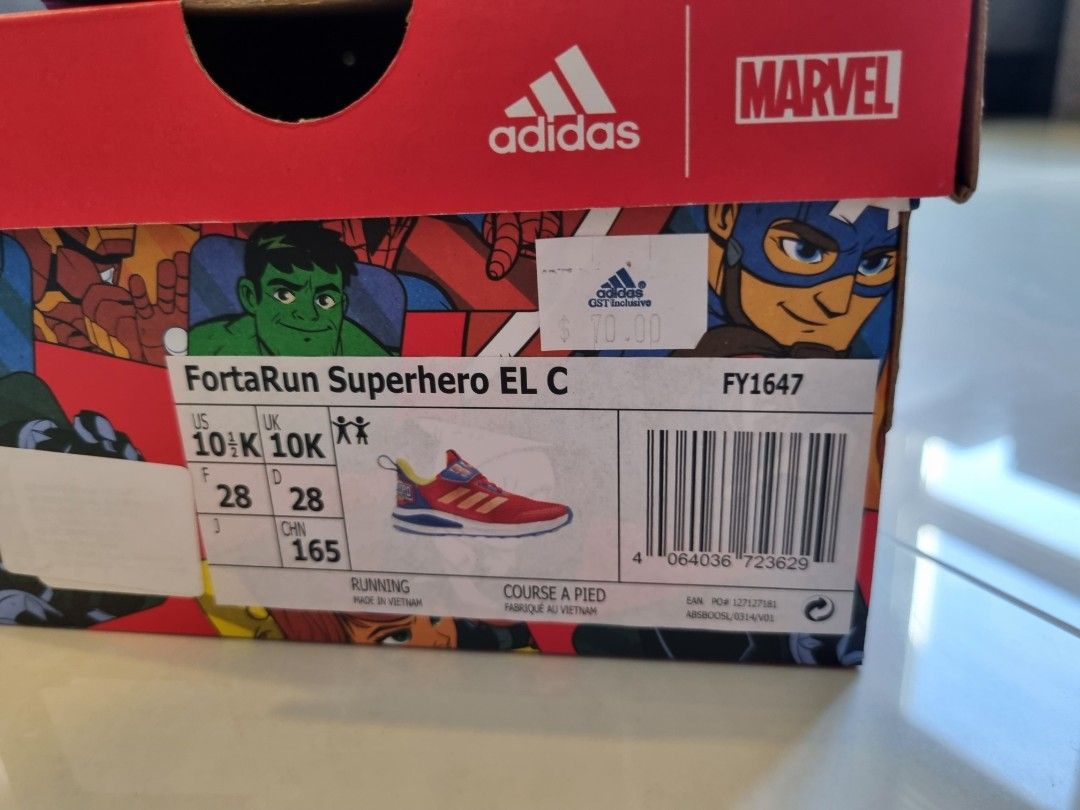 adidas
MARVEL
adidas®
GST Inclusive
$ 70.00
FortaRun Superhero EL C
FY1647
US
10½K
UK
10K
F
28
D
28
J
CHN
165
4 064036 723629
RUNNING
MADE IN VIETNAM
COURSE A PIED
FABRIQUÉ AU VIETNAM
EAN PO# 127127181
ABSBOOSL/0314/V01